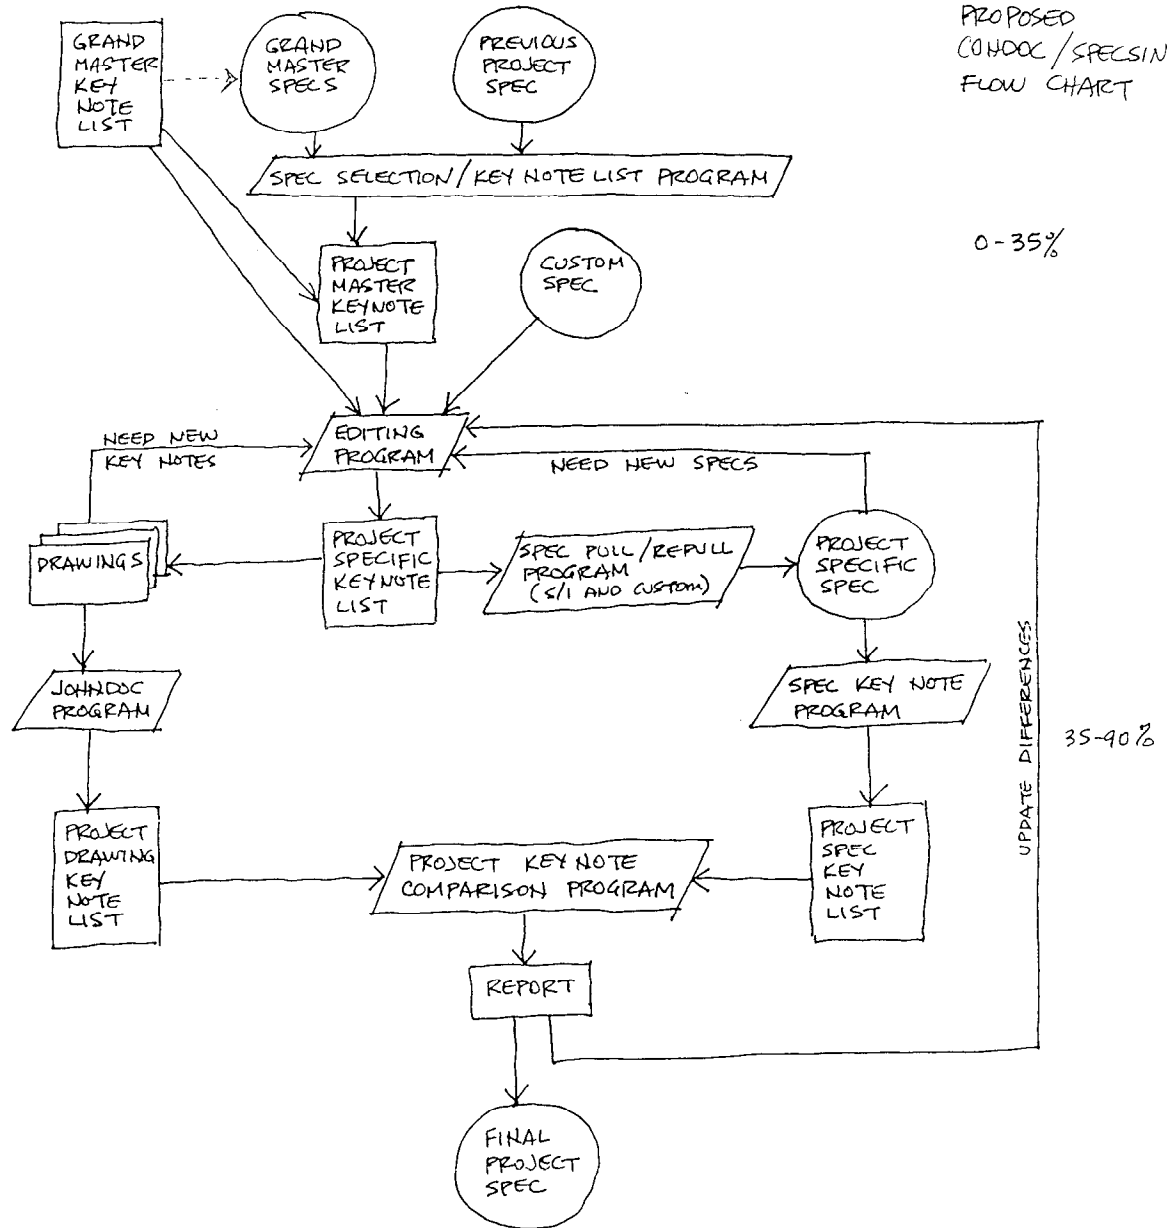 PROPOSED
CONDOC/SPECSIN
FLOW CHART
GRAND
MASTER
KEY
NOTE
LIST
GRAND
MASTER
SPECS
PREVIOUS
PROJECT
SPEC
SPEC SELECTION/KEY NOTE LIST PROGRAM
0-35%
PROJECT
MASTER
KEYNOTE
LIST
CUSTOM
SPEC
EDITING
PROGRAM
NEED NEW
KEY NOTES
NEED NEW SPECS
DRAWINGS
PROJECT
SPECIFIC
KEYNOTE
LIST
SPEC PULL/REPULL
PROGRAM
(S/I AND CUSTOM)
PROJECT
SPECIFIC
SPEC
JOHNDOC
PROGRAM
SPEC KEY NOTE
PROGRAM
UPDATE DIFFERENCES
35-90%
PROJECT
DRAWING
KEY
NOTE
LIST
PROJECT KEYNOTE
COMPARISON PROGRAM
PROJECT
SPEC
KEY
NOTE
LIST
REPORT
FINAL
PROJECT
SPEC